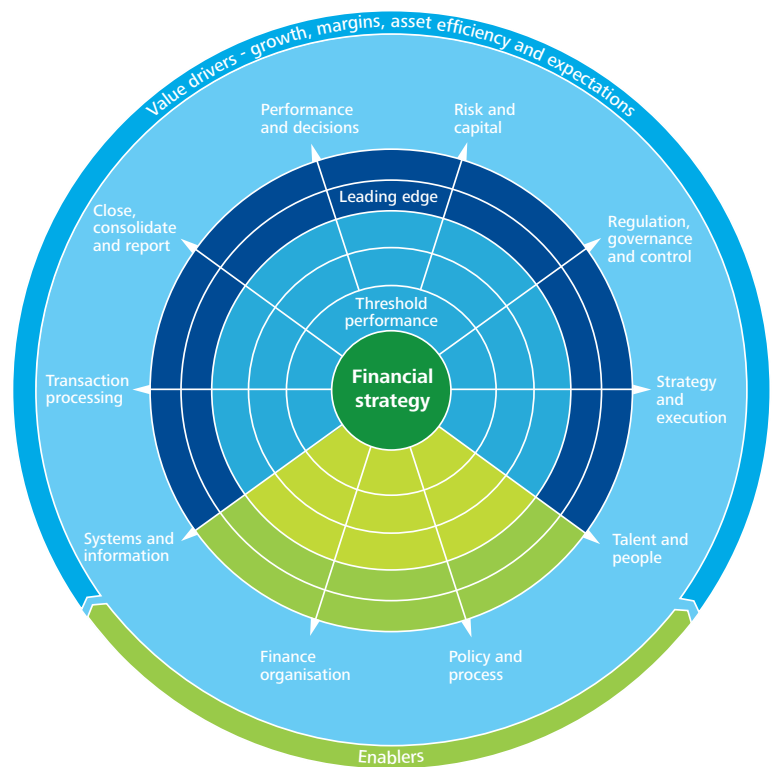 Value drivers - growth, margins, asset efficiency and expectations
Performance
and decisions
Risk and
capital
Leading edge
Close,
consolidate
and report
Regulation,
governance
and control
Threshold
performance
Financial
strategy
Transaction
processing
Strategy
and
execution
Systems and
information
Talent and
people
Finance
organisation
Policy and
process
Enablers